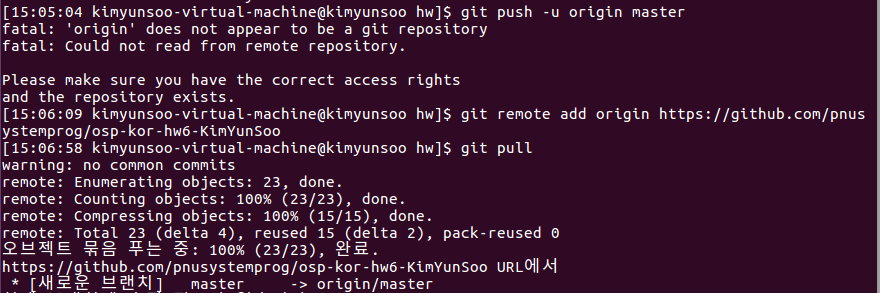 [15:05:04 kimyunsoo-virtual-machine@kimyunsoo hw]$ git push -u origin master
fatal: 'origin' does not appear to be a git repository
fatal: Could not read from remote repository.

Please make sure you have the correct access rights
and the repository exists.
[15:06:09 kimyunsoo-virtual-machine@kimyunsoo hw]$ git remote add origin https://github.com/pnus
ystemprog/osp-kor-hw6-KimYunSoo
[15:06:58 kimyunsoo-virtual-machine@kimyunsoo hw]$ git pull
warning: no common commits
remote: Enumerating objects: 23, done.
remote: Counting objects: 100% (23/23), done.
remote: Compressing objects: 100% (15/15), done.
remote: Total 23 (delta 4), reused 15 (delta 2), pack-reused 0
오브젝트 묶음 푸는 중: 100% (23/23), 완료.
https://github.com/pnusystemprog/osp-kor-hw6-KimYunSoo URL에서
 * [새로운 브랜치]   master     -> origin/master